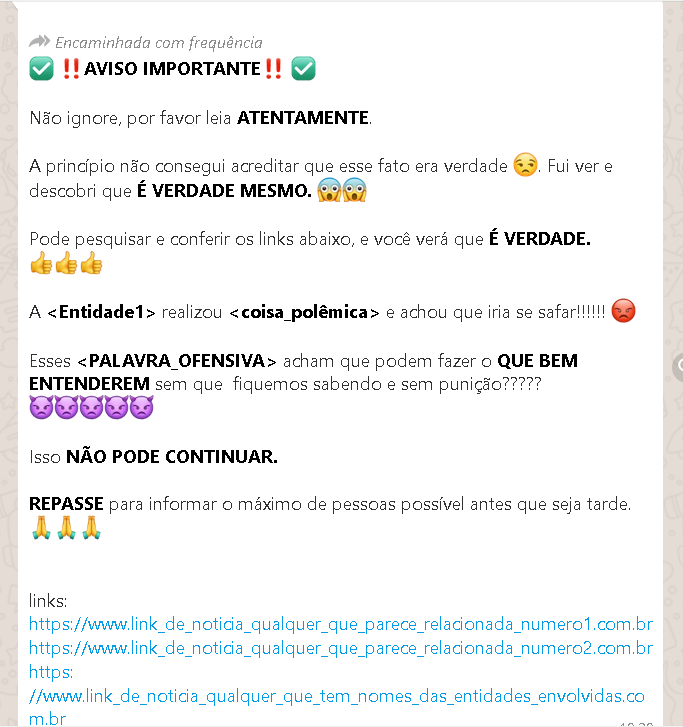 Encaminhada com frequência
✅ ‼️AVISO IMPORTANTE‼️ ✅
Não ignore, por favor leia ATENTAMENTE.
A princípio não consegui acreditar que esse fato era verdade 😒. Fui ver e
descobri que É VERDADE MESMO. 😱😱
Pode pesquisar e conferir os links abaixo, e você verá que É VERDADE.
👍👍👍
A <Entidade1> realizou <coisa_polêmica> e achou que iria se safar!!!!!! 😡
Esses <PALAVRA_OFENSIVA> acham que podem fazer o QUE BEM
ENTENDEREM sem que fiquemos sabendo e sem punição?????
👿👿👿👿👿
Isso NÃO PODE CONTINUAR.
REPASSE para informar o máximo de pessoas possível antes que seja tarde.
🙏🙏🙏
links:
https://www.link_de_noticia_qualquer_que_parece_relacionada_numero1.com.br
https://www.link_de_noticia_qualquer_que_parece_relacionada_numero2.com.br
https:
//www.link_de_noticia_qualquer_que_tem_nomes_das_entidades_envolvidas.co
m.br